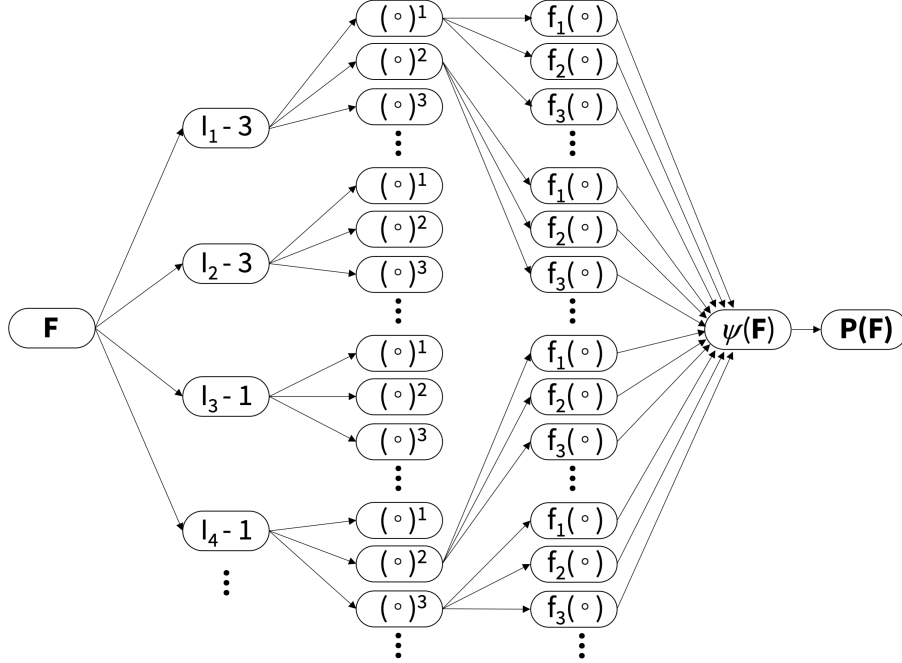 F
I₁ - 3
I₂ - 3
I₃ - 1
I₄ - 1
( ∘ )¹
( ∘ )²
( ∘ )³
( ∘ )¹
( ∘ )²
( ∘ )³
( ∘ )¹
( ∘ )²
( ∘ )³
( ∘ )¹
( ∘ )²
( ∘ )³
f₁( ∘ )
f₂( ∘ )
f₃( ∘ )
f₁( ∘ )
f₂( ∘ )
f₃( ∘ )
f₁( ∘ )
f₂( ∘ )
f₃( ∘ )
f₁( ∘ )
f₂( ∘ )
f₃( ∘ )
ψ(F)
P(F)